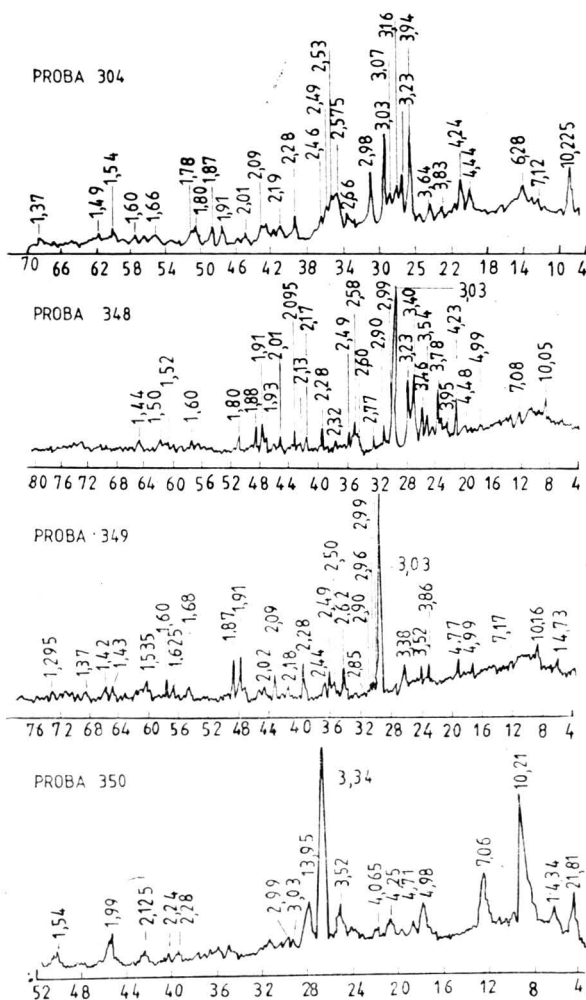 PROBA 304
1,37 1,49 1,54 1,60 1,66 1,78 1,80 1,87 1,91 2,01 2,09 2,19 2,28 2,46 2,49 2,53 2,575 2,66 2,98 3,03 3,07 3,16 3,23 3,94 3,64 3,83 4,24 4,44 6,28 7,12 10,225
70 66 62 58 54 50 46 42 38 34 30 26 22 18 14 10 8 4
PROBA 348
1,44 1,50 1,52 1,60 1,80 1,88 1,91 1,93 2,01 2,095 2,13 2,17 2,28 2,32 2,49 2,58 2,60 2,77 2,90 2,99 3,03 3,23 3,40 3,46 3,54 3,78 3,95 4,23 4,48 4,99 7,08 10,05
80 76 72 68 64 60 56 52 48 44 40 36 32 28 24 20 16 12 8 4
PROBA 349
1,295 1,37 1,42 1,43 1,535 1,60 1,625 1,68 1,87 1,91 2,02 2,09 2,18 2,28 2,44 2,49 2,50 2,62 2,85 2,90 2,96 2,99 3,03 3,38 3,52 3,86 4,77 4,99 7,17 10,16 14,73
76 72 68 64 60 56 52 48 44 40 36 32 28 24 20 16 12 8 4
PROBA 350
1,54 1,99 2,125 2,24 2,28 2,99 3,03 13,95 3,34 3,52 4,065 4,25 4,71 4,98 7,06 10,21 14,34 21,81
52 48 44 40 36 32 28 24 20 16 12 8 4